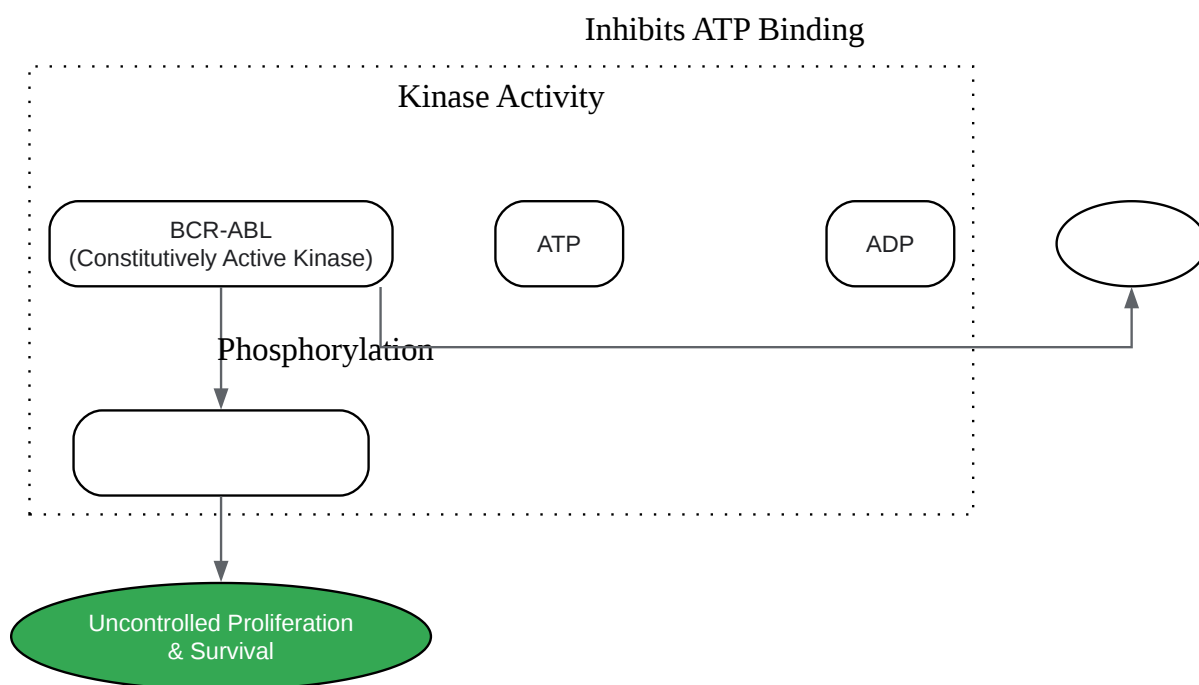 Inhibits ATP Binding
Kinase Activity
BCR-ABL
(Constitutively Active Kinase)
ATP
ADP
Phosphorylation
Uncontrolled Proliferation
& Survival